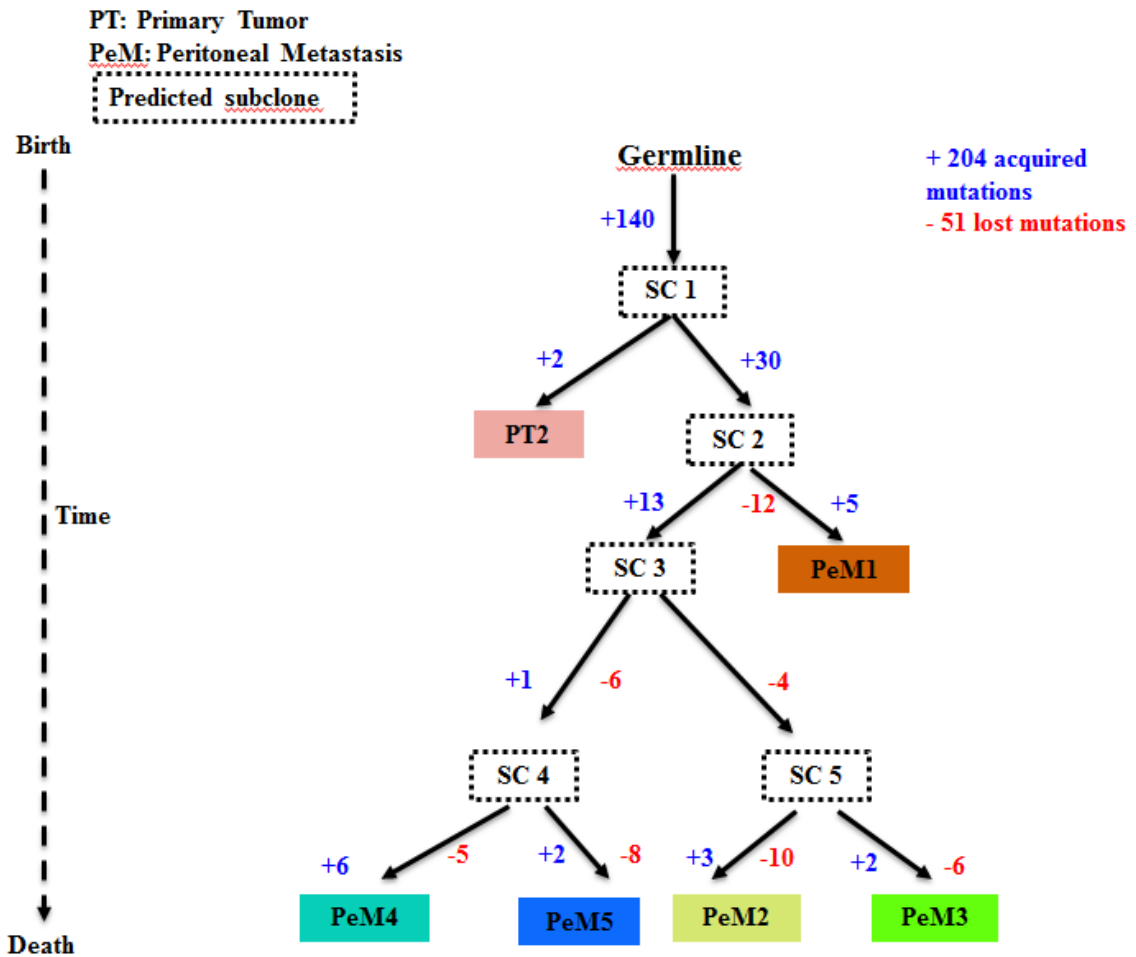 PT: Primary Tumor
PeM: Peritoneal Metastasis
Predicted subclone
Birth
Germline
+ 204 acquired
mutations
- 51 lost mutations
+140
SC 1
+2
+30
PT2
SC 2
Time
+13
-12
+5
SC 3
PeM1
+1
-6
-4
SC 4
SC 5
+6
-5
+2
-8
+3
-10
+2
-6
PeM4
PeM5
PeM2
PeM3
Death